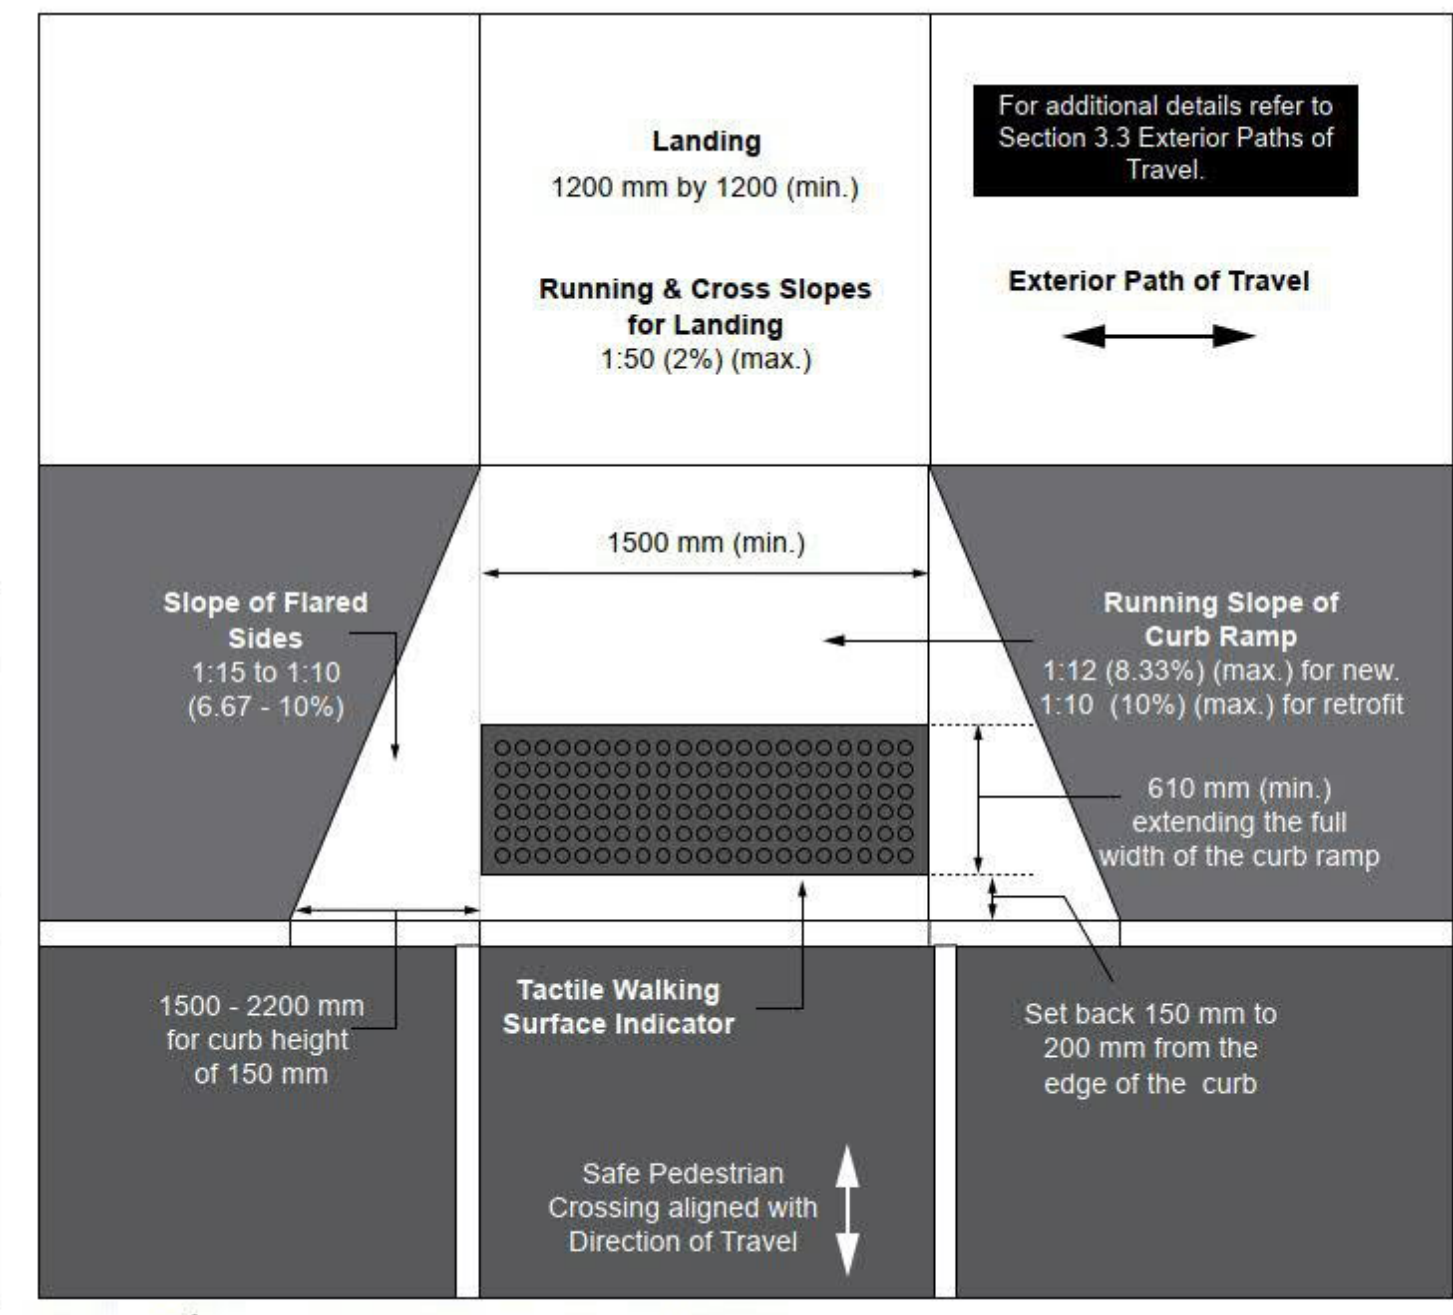 Landing
1200 mm by 1200 (min.)
Running & Cross Slopes
for Landing
1:50 (2%) (max.)
For additional details refer to
Section 3.3 Exterior Paths of
Travel.
Exterior Path of Travel
1500 mm (min.)
Slope of Flared
Sides
1:15 to 1:10
(6.67 - 10%)
Running Slope of
Curb Ramp
1:12 (8.33%) (max.) for new.
1:10 (10%) (max.) for retrofit
610 mm (min.)
extending the full
width of the curb ramp
1500 - 2200 mm
for curb height
of 150 mm
Tactile Walking
Surface Indicator
Set back 150 mm to
200 mm from the
edge of the curb
Safe Pedestrian
Crossing aligned with
Direction of Travel